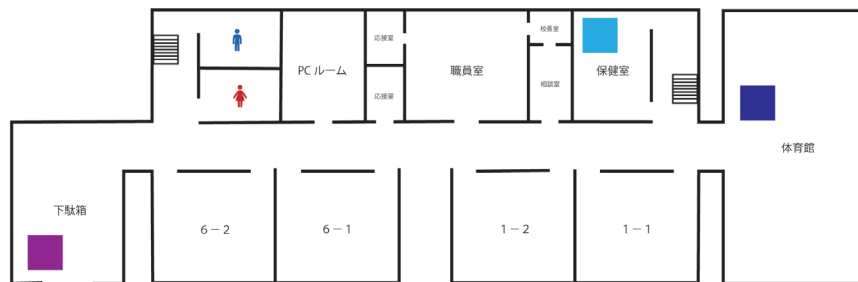 PCルーム
応接室
応接室
職員室
校長室
相談室
保健室
体育館
下駄箱
6－2
6－1
1－2
1－1